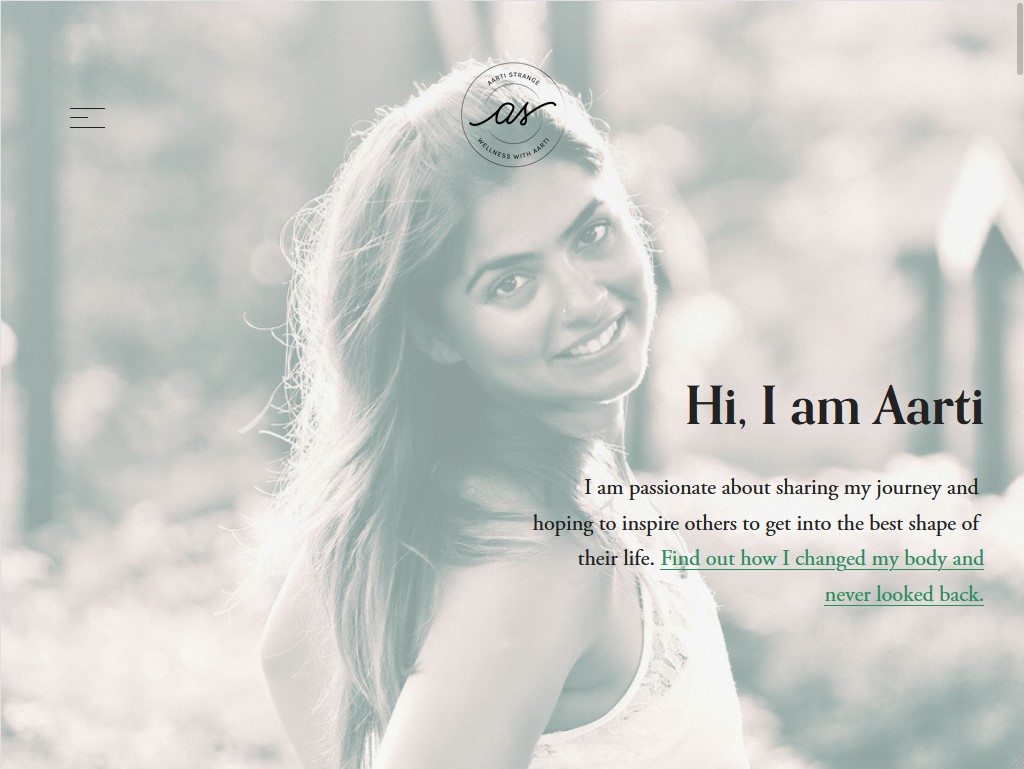 AARTI STRANGE
as
WELLNESS WITH AARTI
Hi, I am Aarti
I am passionate about sharing my journey and
hoping to inspire others to get into the best shape of
their life. Find out how I changed my body and
never looked back.